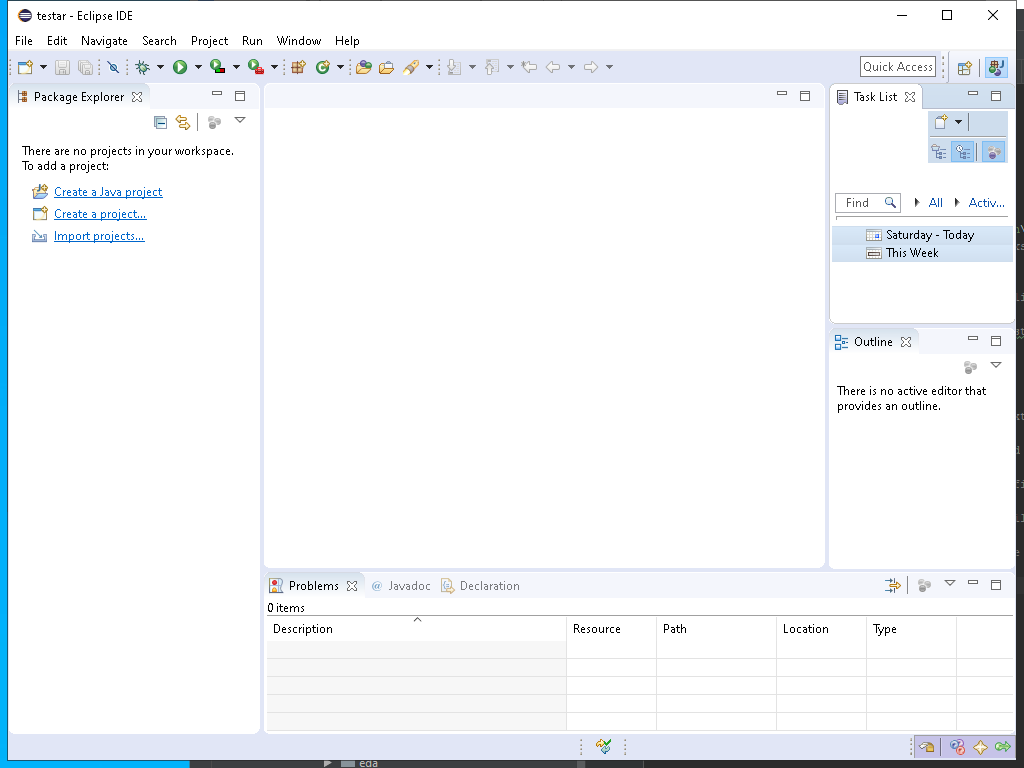 testar - Eclipse IDE
File Edit Navigate Search Project Run Window Help
Quick Access
Package Explorer
There are no projects in your workspace.
To add a project:
Create a Java project
Create a project...
Import projects...
Task List
Find All Activ...
Saturday - Today
This Week
Outline
There is no active editor that
provides an outline.
Problems @ Javadoc Declaration
0 items
Description Resource Path Location Type
eda